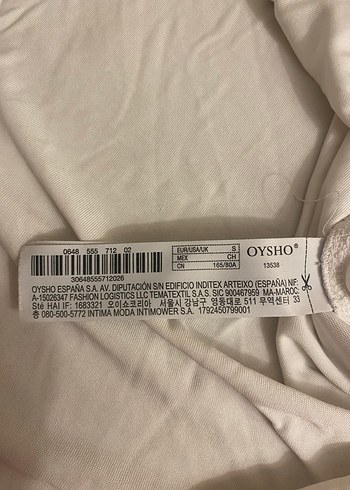 0648 555 712 02
30648555712026
EUR/USA/UK S
MEX CH
CN 165/80A
OYSHO®
13538
OYSHO ESPAÑA S.A. AV. DIPUTACIÓN S/N EDIFICIO INDITEX ARTEIXO (ESPAÑA) NIF:
A-15026347 FASHION LOGISTICS LLC TEMATEXTIL S.A.S. SIC 900467959 MA-MAROC:
Sté HAI IF: 1683321 오이쇼코리아 서울시 강남구 영동대로 511 무역센터 33
층 080-500-5772 INTIMA MODA INTIMOWER S.A. 1792450799001